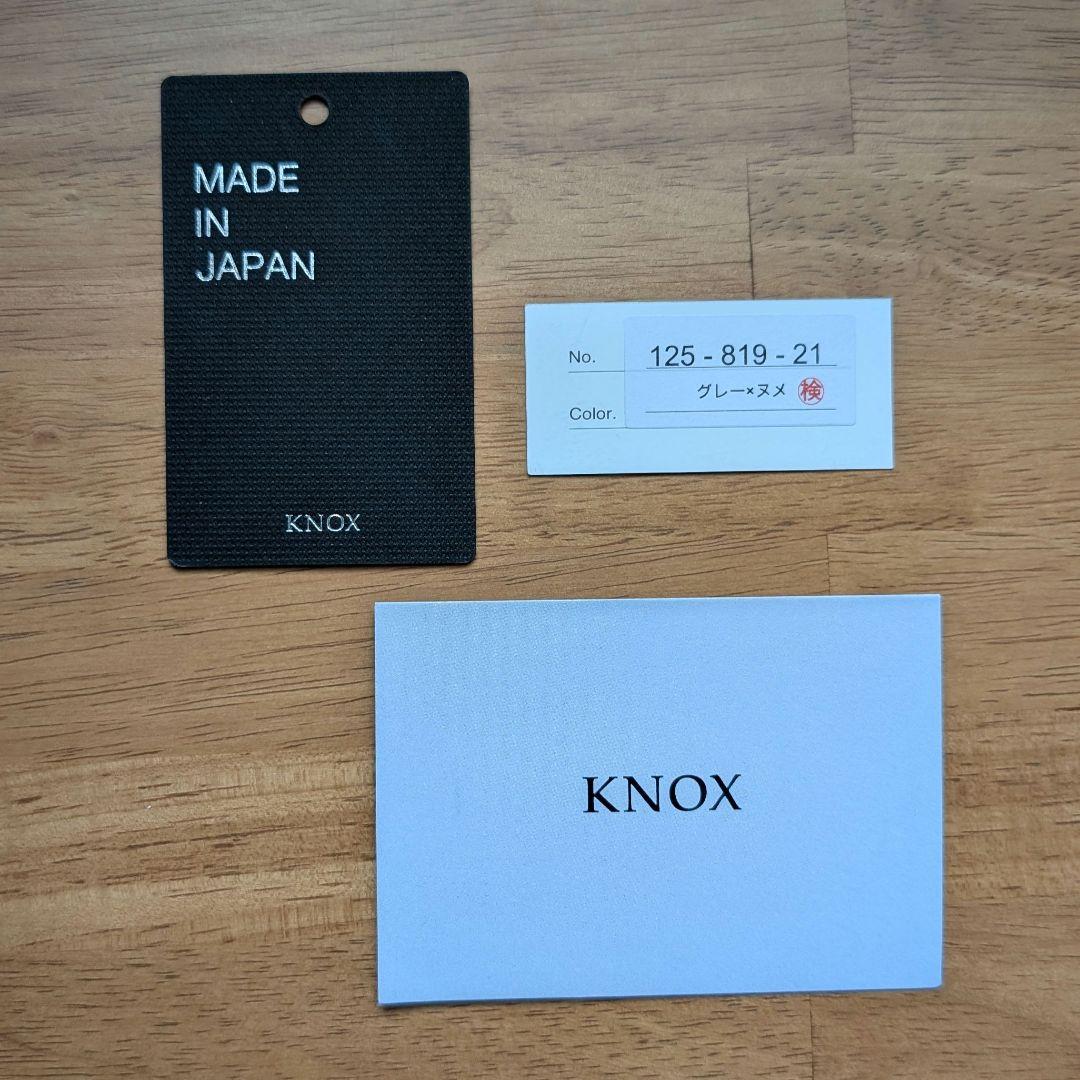 MADE
IN
JAPAN
KNOX
No. 125 - 819 - 21
グレー×ヌメ 検
Color.
KNOX